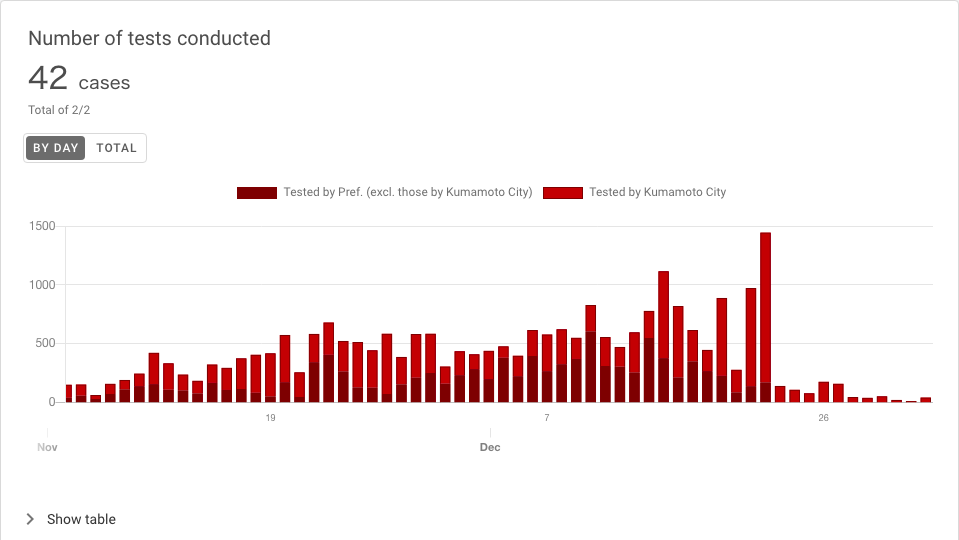 Number of tests conducted
42 cases
Total of 2/2
BY DAY TOTAL
Tested by Pref. (excl. those by Kumamoto City) Tested by Kumamoto City
1500
1000
500
0
19 7 26
Nov Dec
Show table